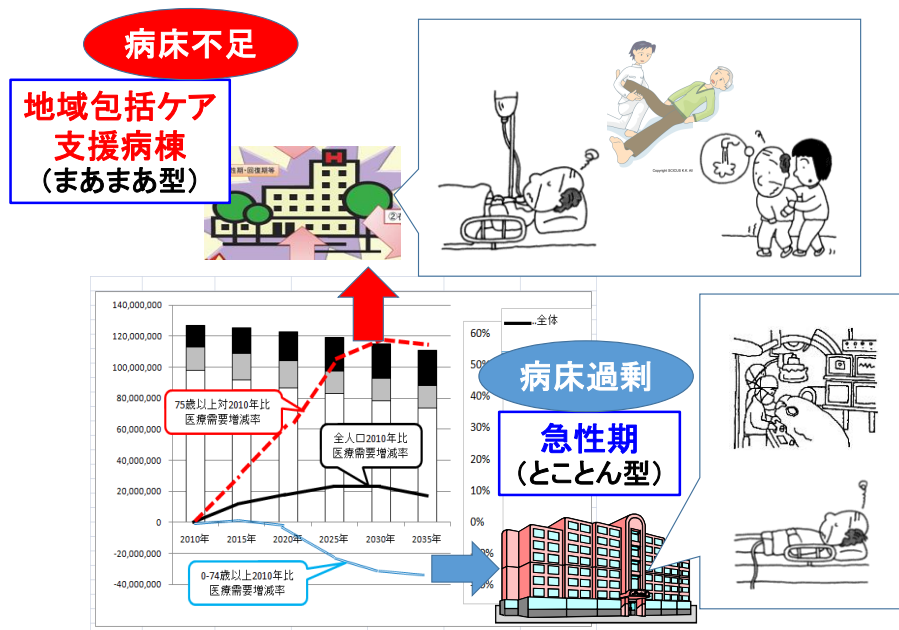 病床不足
地域包括ケア
支援病棟
（まあまあ型）
期・回復期等
Copyright
140,000,000
120,000,000
100,000,000
80,000,000
60,000,000
40,000,000
20,000,000
0
-20,000,000
-40,000,000
2010年
2015年
2020年
2025年
2030年
2035年
75歳以上対2010年比
医療需要増減率
全人口2010年比
医療需要増減率
0-74歳以上2010年比
医療需要増減率
全体
60%
50%
40%
30%
20%
10%
0%
病床過剰
急性期
（とことん型）